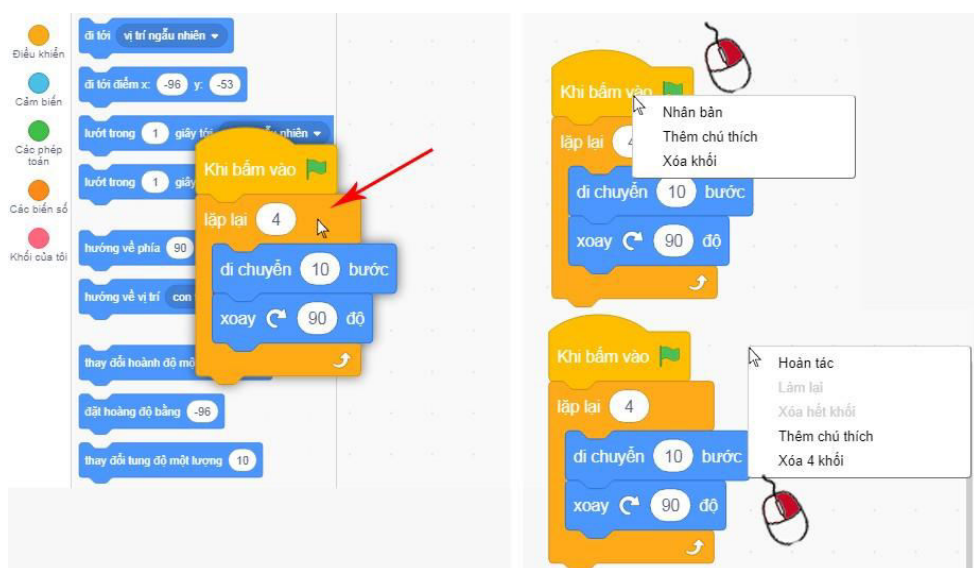 Điều khiển
Cảm biến
Các phép
toán
Các biến số
Khối của tôi
đi tới vị trí ngẫu nhiên
đi tới điểm x: -96 y: -53
lướt trong 1 giây tới nhiên
lướt trong 1 giây
hướng về phía 90
hướng về vị trí con
thay đổi hoành độ
đặt hoàng độ bằng -96
thay đổi tung độ một lượng 10
Khi bấm vào
lặp lại 4
di chuyển 10 bước
xoay 90 độ
Khi bấm vào
lặp lại 4
di chuyển 10 bước
xoay 90 độ
Nhân bản
Thêm chú thích
Xóa khối
Khi bấm vào
lặp lại 4
di chuyển 10 bước
xoay 90 độ
Hoàn tác
Làm lại
Xóa hết khối
Thêm chú thích
Xóa 4 khối